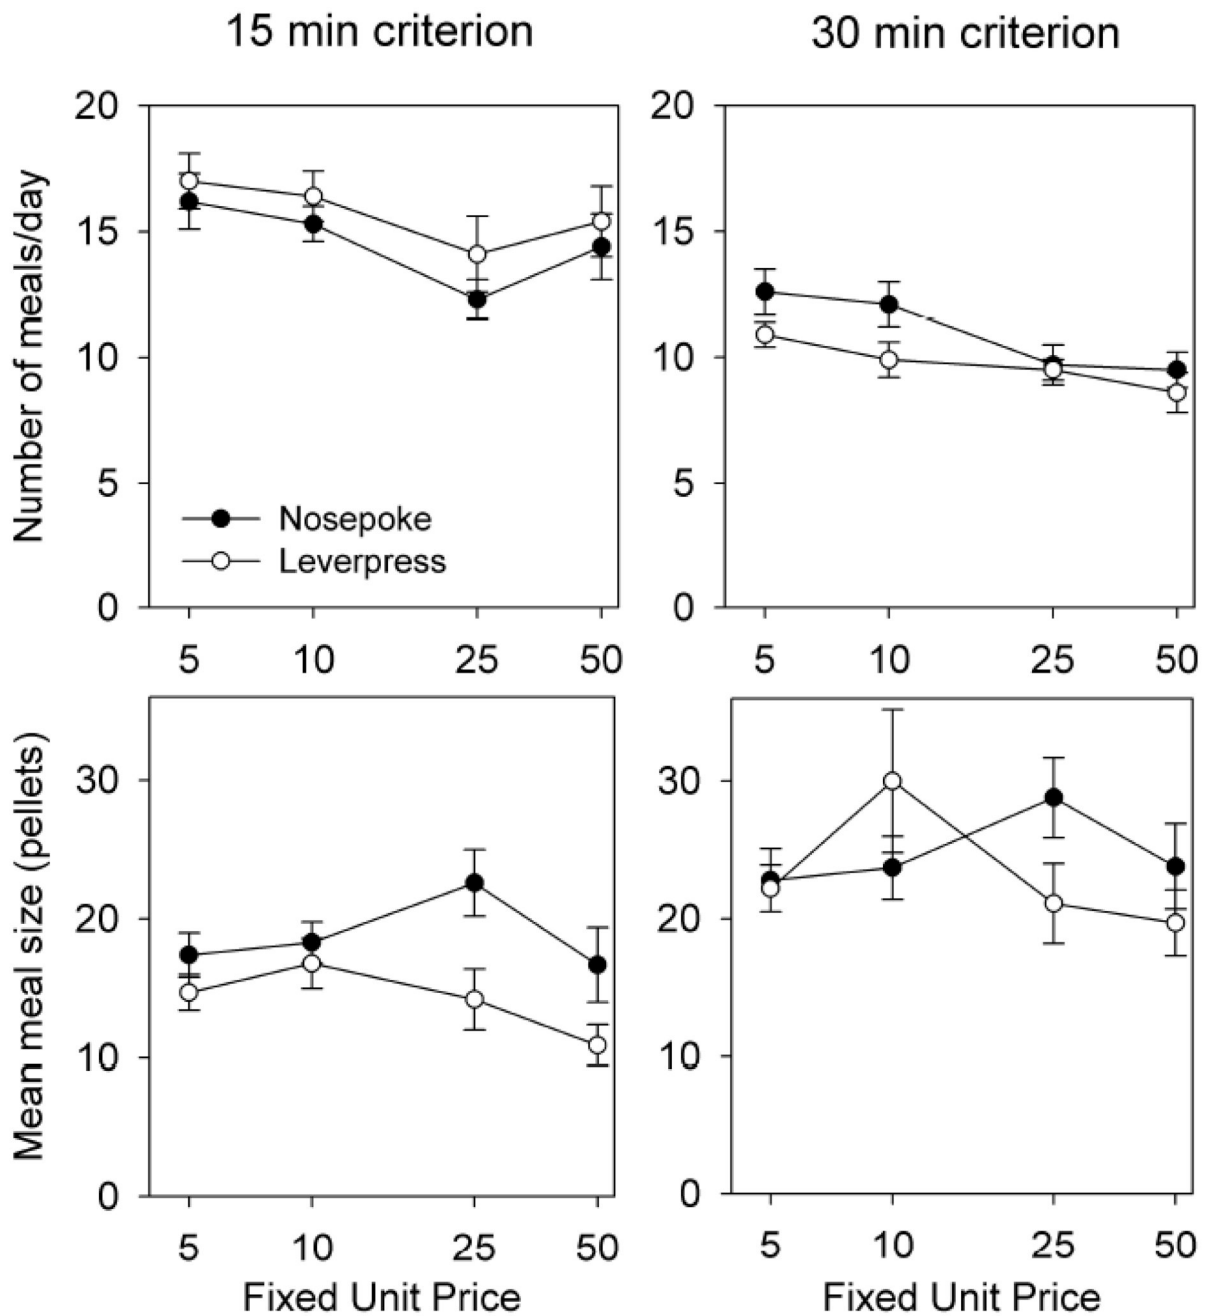 15 min criterion
30 min criterion
Number of meals/day
20
15
10
5
0
Nosepoke
Leverpress
5 10 25 50
20
15
10
5
0
5 10 25 50
Mean meal size (pellets)
30
20
10
0
5 10 25 50
Fixed Unit Price
30
20
10
0
5 10 25 50
Fixed Unit Price